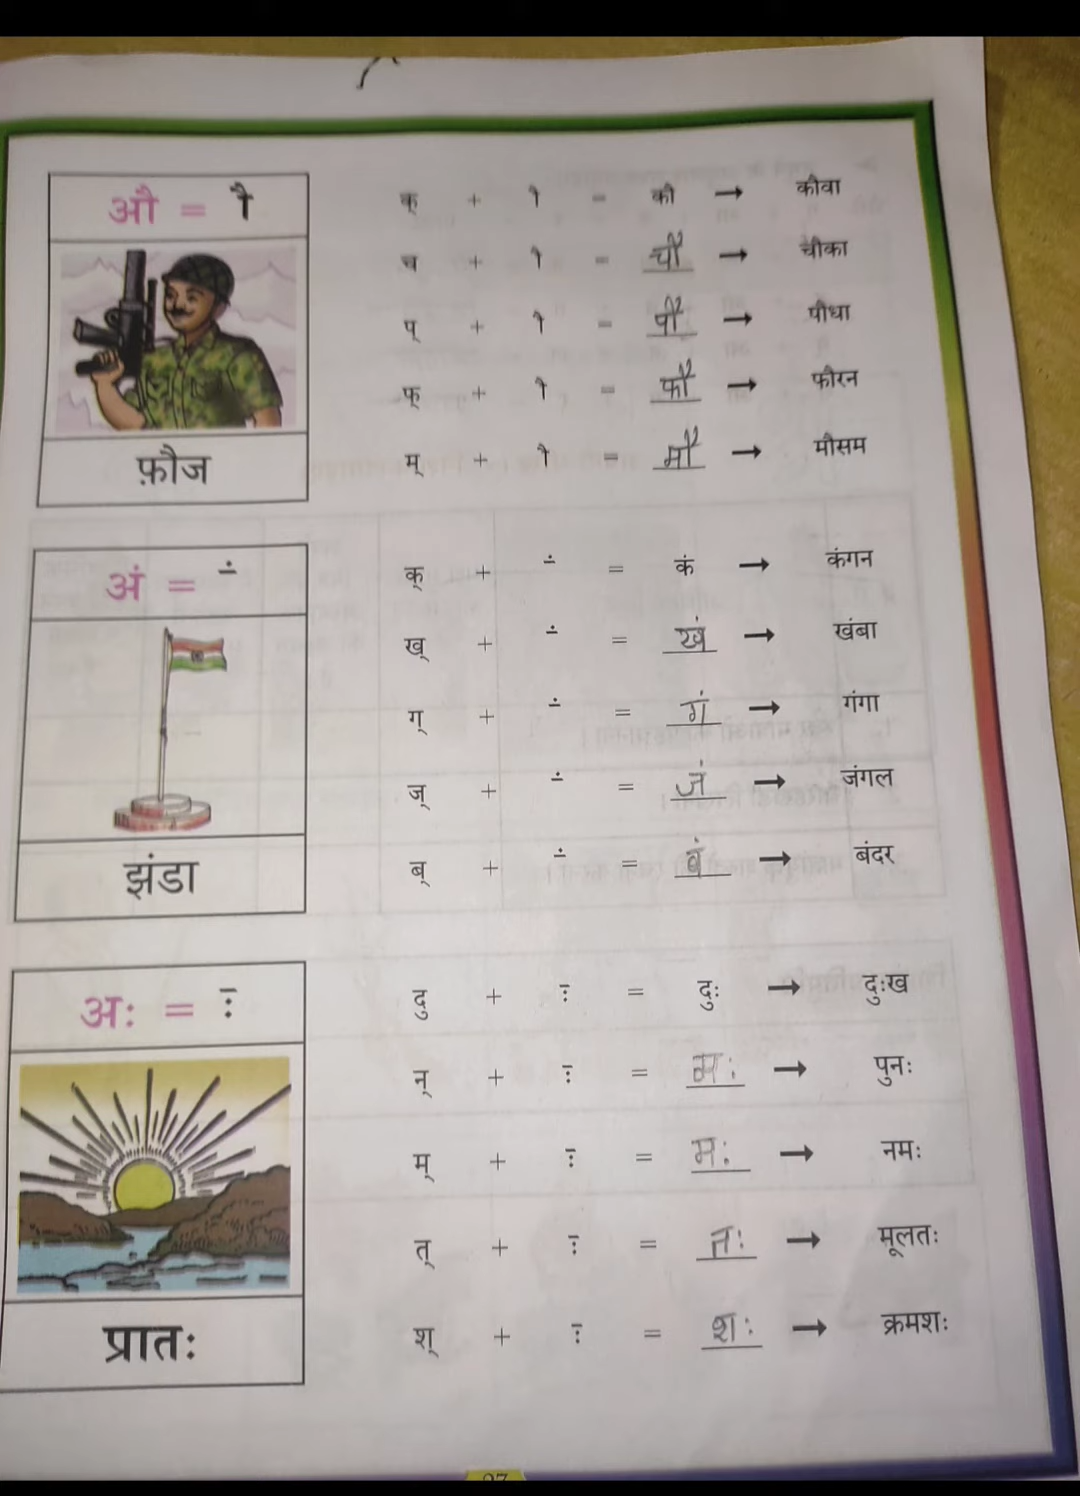 औ = ौ
क् + ौ = कौ → कौवा
च + ौ = चौ → चौका
प् + ौ = पौ → पौधा
फ् + ौ = फौ → फौरन
म् + ौ = मौ → मौसम
फ़ौज
अं = ं
क् + ं = कं → कंगन
ख् + ं = खं → खंबा
ग् + ं = गं → गंगा
ज् + ं = जं → जंगल
ब् + ं = बं → बंदर
झंडा
अः = ः
दु + ः = दुः → दुःख
न् + ः = मः → पुनः
म् + ः = मः → नमः
त् + ः = तः → मूलतः
श् + ः = शः → क्रमशः
प्रातः